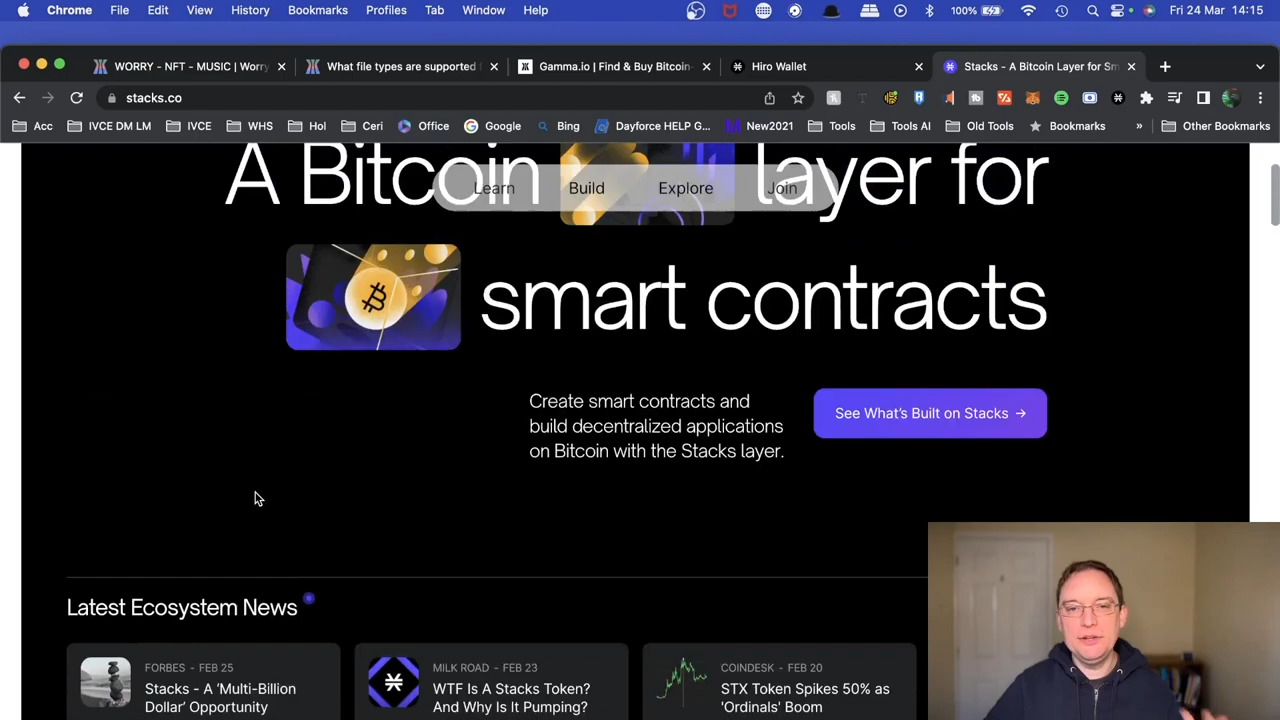 Chrome File Edit View History Bookmarks Profiles Tab Window Help 100% Fri 24 Mar 14:15
WORRY - NFT - MUSIC | Worry What file types are supported Gamma.io | Find & Buy Bitcoin- Hiro Wallet Stacks - A Bitcoin Layer for Sm
stacks.co
Acc IVCE DM LM IVCE WHS Hol Ceri Office Google Bing Dayforce HELP G... New2021 Tools Tools AI Old Tools Bookmarks » Other Bookmarks
A Bitcoin layer for
Learn Build Explore Join
smart contracts
Create smart contracts and
build decentralized applications
on Bitcoin with the Stacks layer.
See What's Built on Stacks →
Latest Ecosystem News
FORBES - FEB 25
Stacks - A 'Multi-Billion
Dollar' Opportunity
MILK ROAD - FEB 23
WTF Is A Stacks Token?
And Why Is It Pumping?
COINDESK - FEB 20
STX Token Spikes 50% as
'Ordinals' Boom